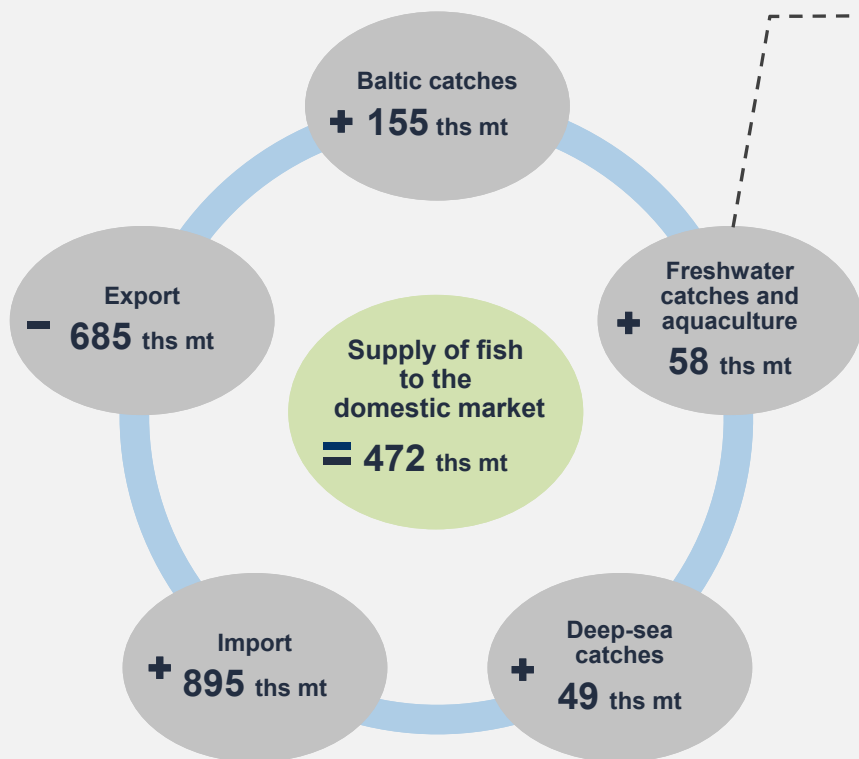 Baltic catches
+ 155 ths mt
Freshwater
catches and
aquaculture
+ 58 ths mt
Deep-sea
catches
+ 49 ths mt
Import
+ 895 ths mt
Export
- 685 ths mt
Supply of fish
to the
domestic market
= 472 ths mt